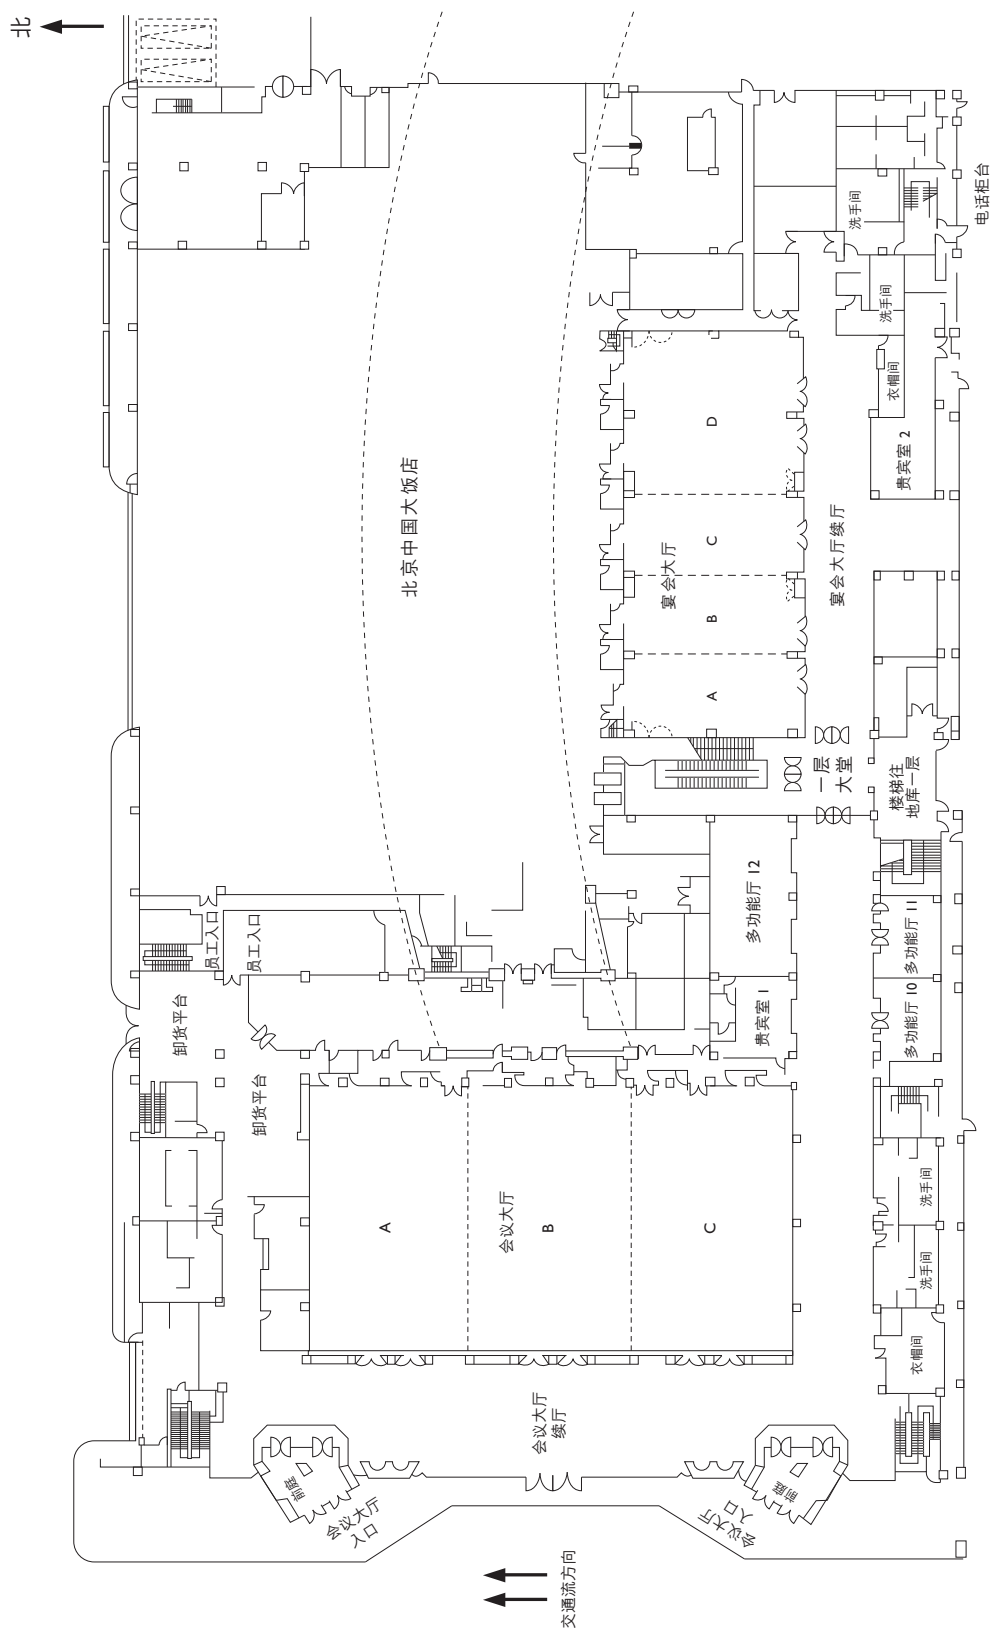 北
电话柜台
洗手间
洗手间
衣帽间
贵宾室 2
D
C
B
A
宴会大厅
宴会大厅续厅
北京中国大饭店
一层
大堂
楼梯往
地库一层
多功能厅 12
多功能厅 11
多功能厅 10
贵宾室 1
员工入口
员工入口
卸货平台
卸货平台
A
会议大厅
B
C
洗手间
洗手间
衣帽间
会议大厅
续厅
前庭
会议大厅
入口
前庭
会议大厅
入口
交通流方向